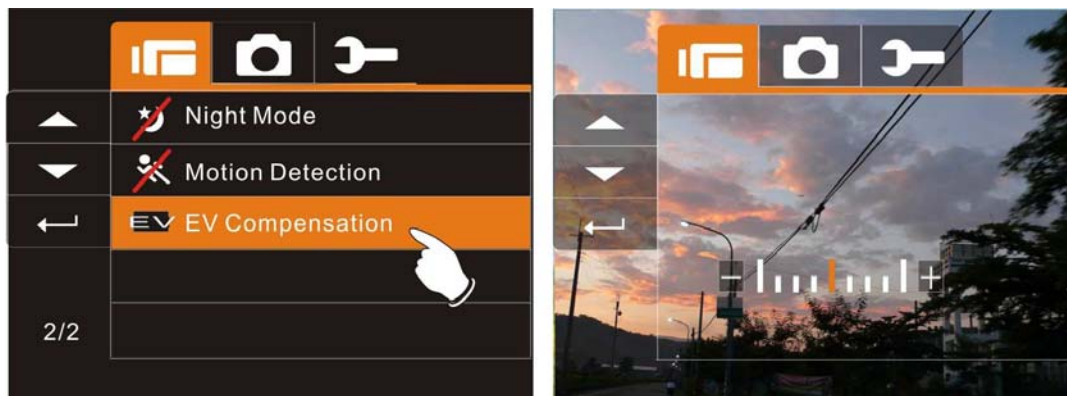 Night Mode
Motion Detection
EV EV Compensation
2/2
- +